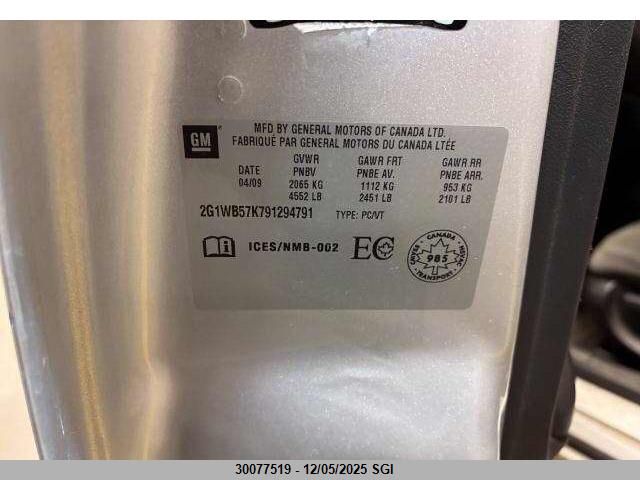 GM
MFD BY GENERAL MOTORS OF CANADA LTD.
FABRIQUÉ PAR GENERAL MOTORS DU CANADA LTÉE
GVWR GAWR FRT GAWR RR
DATE PNBV PNBE AV. PNBE ARR.
04/09 2065 KG 1112 KG 953 KG
4552 LB 2451 LB 2101 LB
2G1WB57K791294791 TYPE: PC/VT
ICES/NMB-002 EC
CANADA
985
TRANSPORT
30077519 - 12/05/2025 SGI